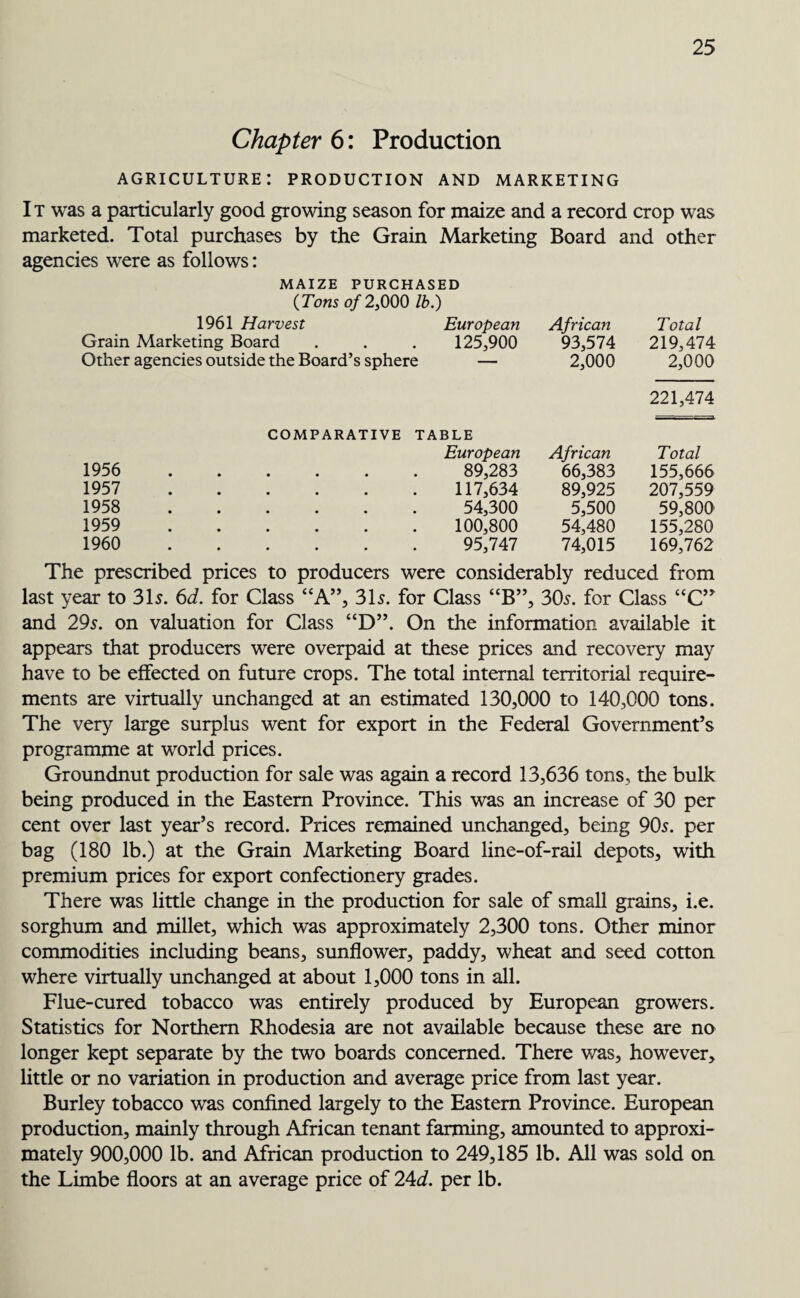 25
Chapter 6: Production
AGRICULTURE: PRODUCTION AND MARKETING
It was a particularly good growing season for maize and a record crop was
marketed. Total purchases by the Grain Marketing Board and other
agencies were as follows:
MAIZE PURCHASED
(Tons of 2,000 lb.)
1961 Harvest European African Total
Grain Marketing Board . . . 125,900 93,574 219,474
Other agencies outside the Board's sphere — 2,000 2,000
221,474
COMPARATIVE TABLE
European African Total
1956 . . . . . . 89,283 66,383 155,666
1957 . . . . . . 117,634 89,925 207,559
1958 . . . . . . 54,300 5,500 59,800
1959 . . . . . . 100,800 54,480 155,280
1960 . . . . . . 95,747 74,015 169,762
The prescribed prices to producers were considerably reduced from
last year to 31s. 6d. for Class “A”, 31s. for Class “B”, 30s. for Class “C”
and 29s. on valuation for Class “D”. On the information available it
appears that producers were overpaid at these prices and recovery may
have to be effected on future crops. The total internal territorial require-
ments are virtually unchanged at an estimated 130,000 to 140,000 tons.
The very large surplus went for export in the Federal Government's
programme at world prices.
Groundnut production for sale was again a record 13,636 tons, the bulk
being produced in the Eastern Province. This was an increase of 30 per
cent over last year's record. Prices remained unchanged, being 90s. per
bag (180 lb.) at the Grain Marketing Board line-of-rail depots, with
premium prices for export confectionery grades.
There was little change in the production for sale of small grains, i.e.
sorghum and millet, which was approximately 2,300 tons. Other minor
commodities including beans, sunflower, paddy, wheat and seed cotton
where virtually unchanged at about 1,000 tons in all.
Flue-cured tobacco was entirely produced by European growers.
Statistics for Northern Rhodesia are not available because these are no
longer kept separate by the two boards concerned. There was, however,
little or no variation in production and average price from last year.
Burley tobacco was confined largely to the Eastern Province. European
production, mainly through African tenant farming, amounted to approxi-
mately 900,000 lb. and African production to 249,185 lb. All was sold on
the Limbe floors at an average price of 24d. per lb.